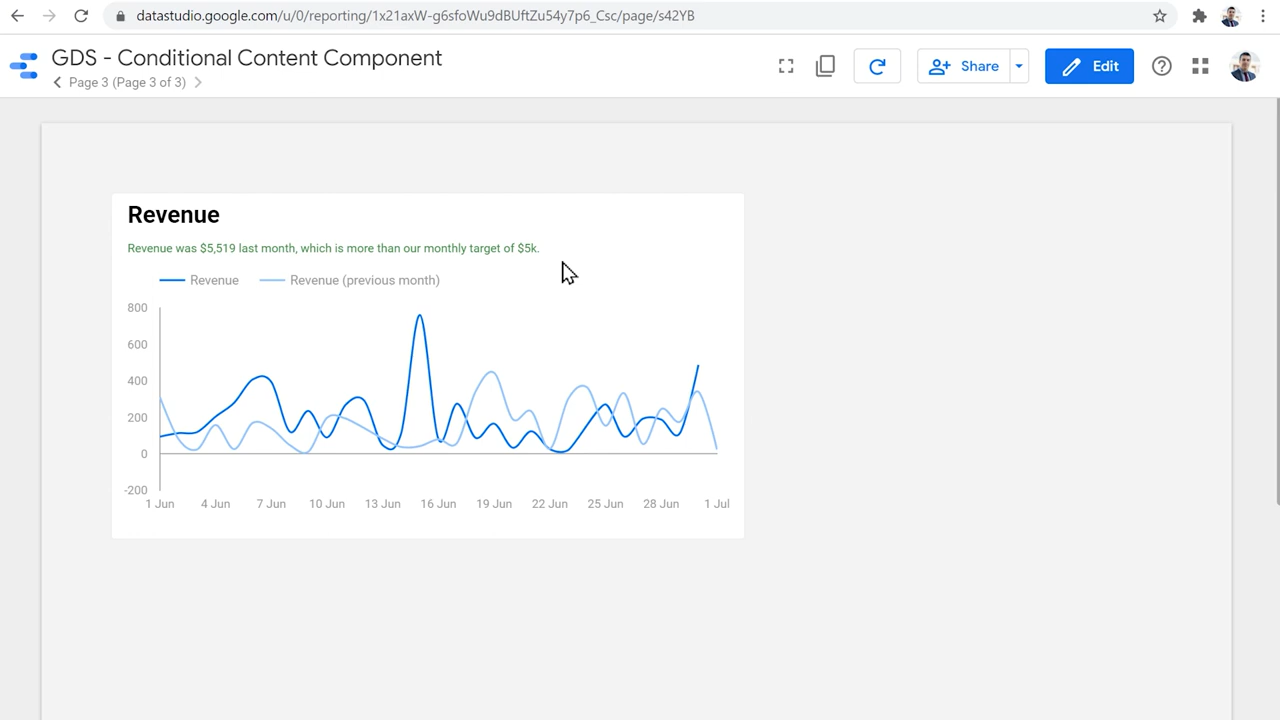 datastudio.google.com/u/0/reporting/1x21axW-g6sfoWu9dBUftZu54y7p6_Csc/page/s42YB
GDS - Conditional Content Component
Page 3 (Page 3 of 3)
Share
Edit
Revenue
Revenue was $5,519 last month, which is more than our monthly target of $5k.
Revenue Revenue (previous month)
800
600
400
200
0
-200
1 Jun 4 Jun 7 Jun 10 Jun 13 Jun 16 Jun 19 Jun 22 Jun 25 Jun 28 Jun 1 Jul